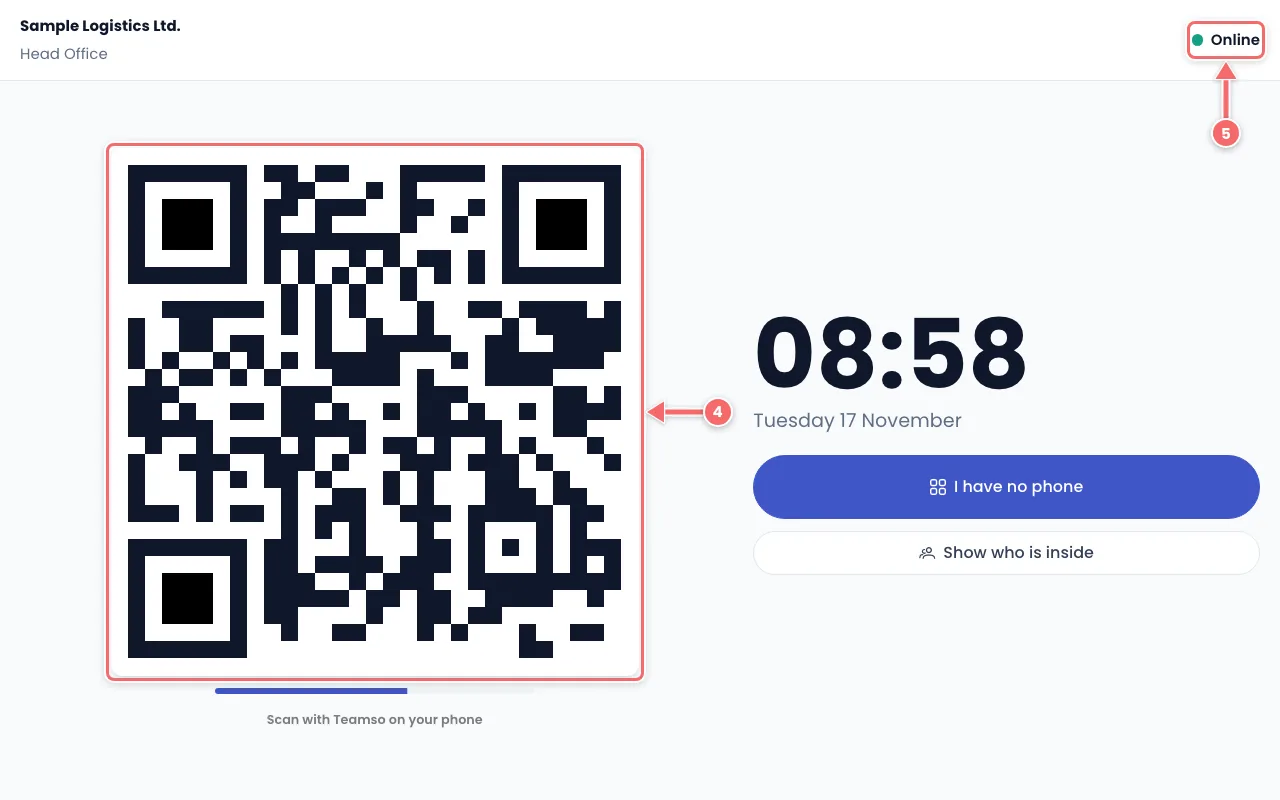 Sample Logistics Ltd.
Head Office
Online
5
4
08:58
Tuesday 17 November
I have no phone
Show who is inside
Scan with Teamso on your phone